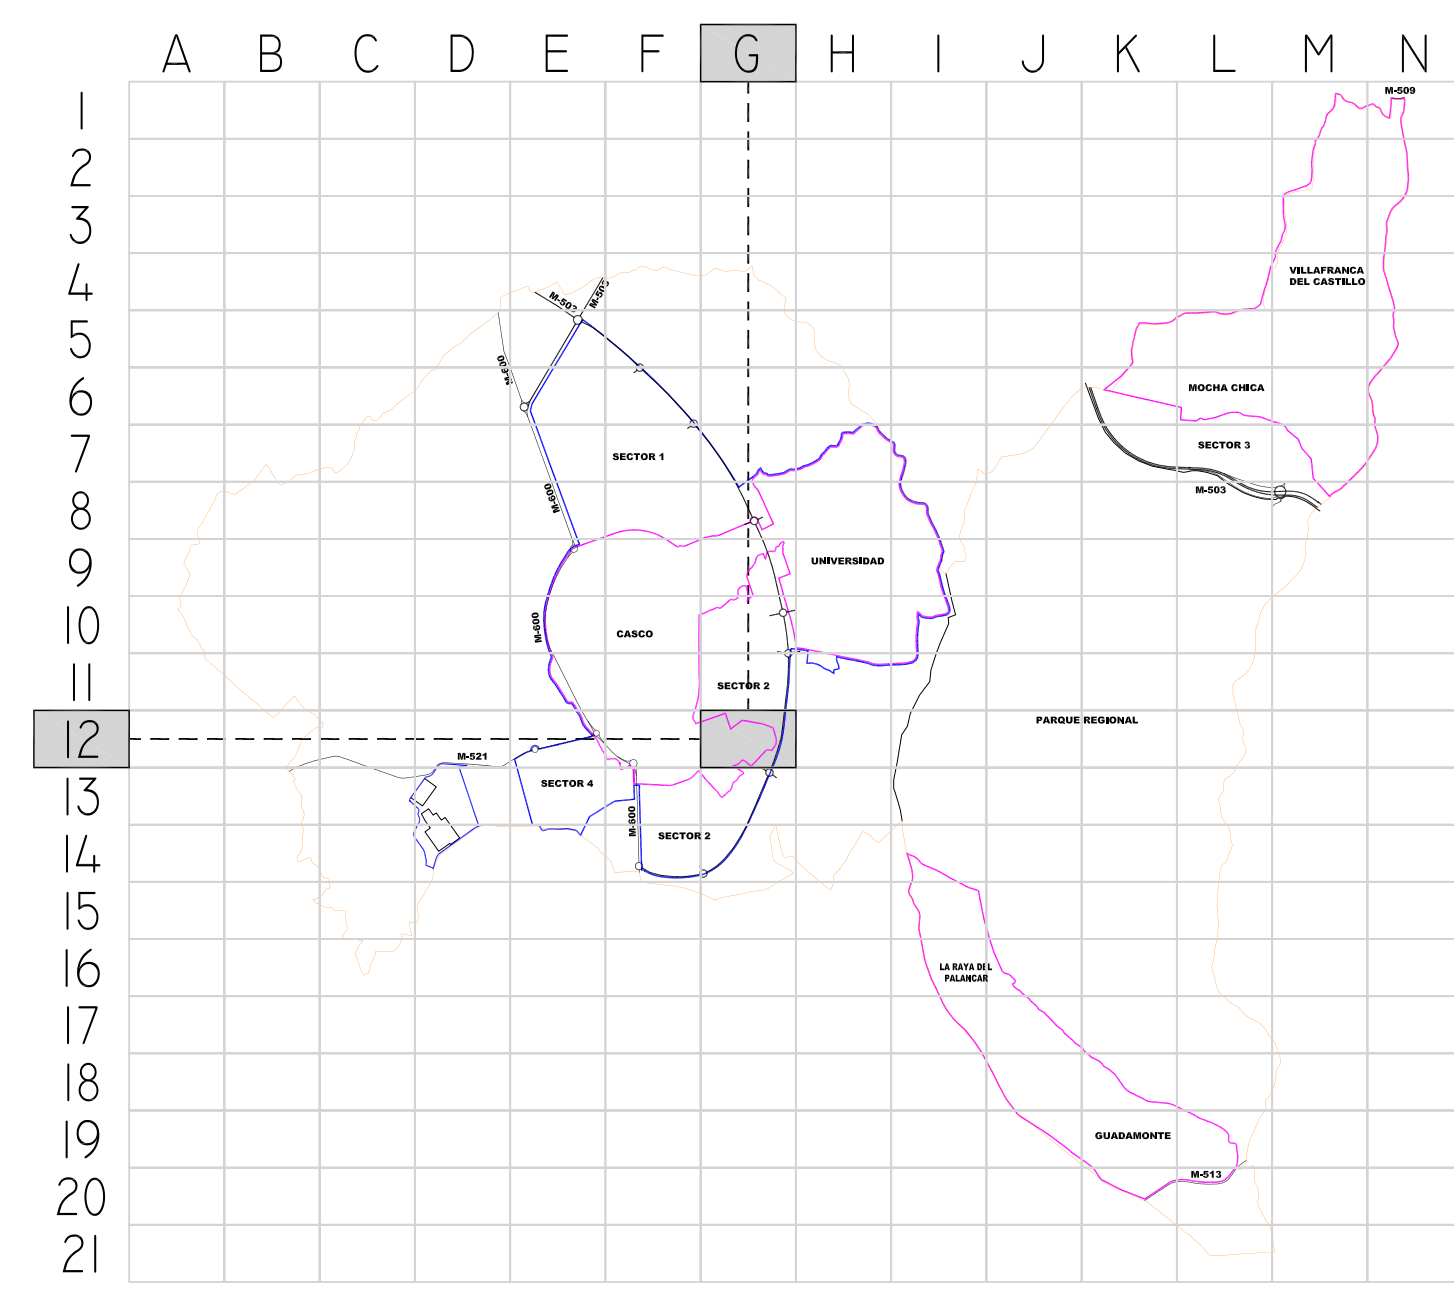 A B C D E F G H I J K L M N
1
M-509
2
3
4
VILLAFRANCA
DEL CASTILLO
M-503
M-503
5
M-600
6
MOCHA CHICA
7
SECTOR 1
SECTOR 3
8
M-600
M-503
9
UNIVERSIDAD
10
M-600
CASCO
11
SECTOR 2
12
PARQUE REGIONAL
M-521
13
SECTOR 4
M-600
SECTOR 2
14
15
16
LA RAYA DEL
PALANCAR
17
18
19
GUADAMONTE
M-513
20
21